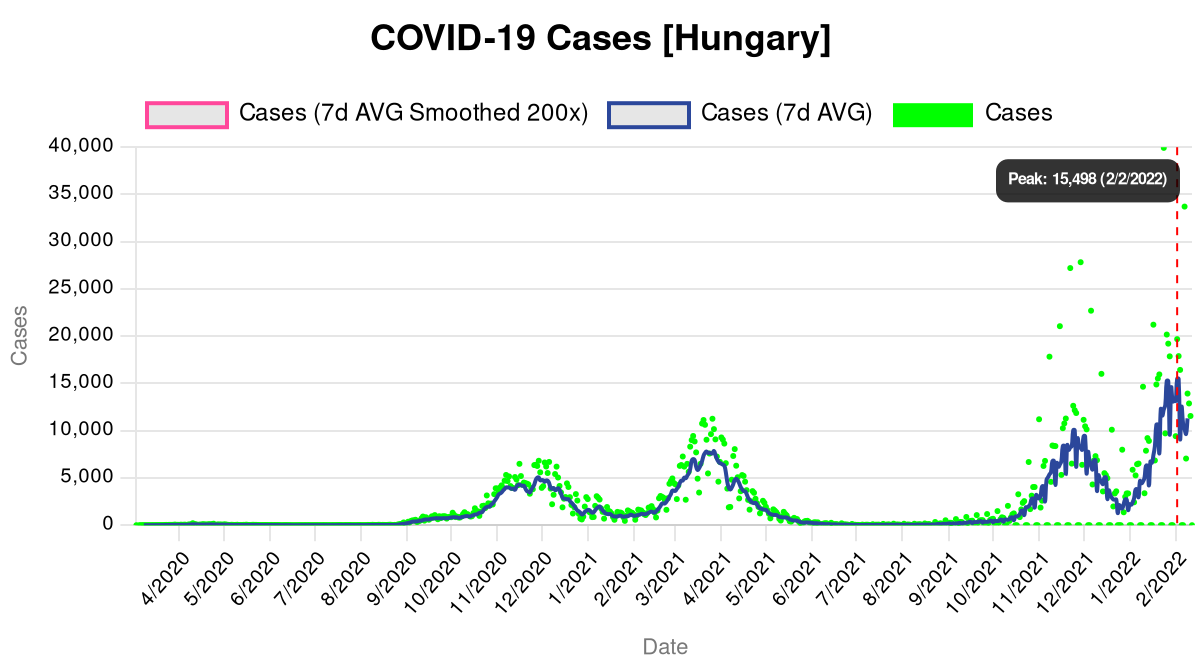 COVID-19 Cases [Hungary]
Cases (7d AVG Smoothed 200x) Cases (7d AVG) Cases
40,000
35,000
30,000
25,000
20,000
15,000
10,000
5,000
0
Peak: 15,498 (2/2/2022)
Cases
4/2020 5/2020 6/2020 7/2020 8/2020 9/2020 10/2020 11/2020 12/2020 1/2021 2/2021 3/2021 4/2021 5/2021 6/2021 7/2021 8/2021 9/2021 10/2021 11/2021 12/2021 1/2022 2/2022
Date